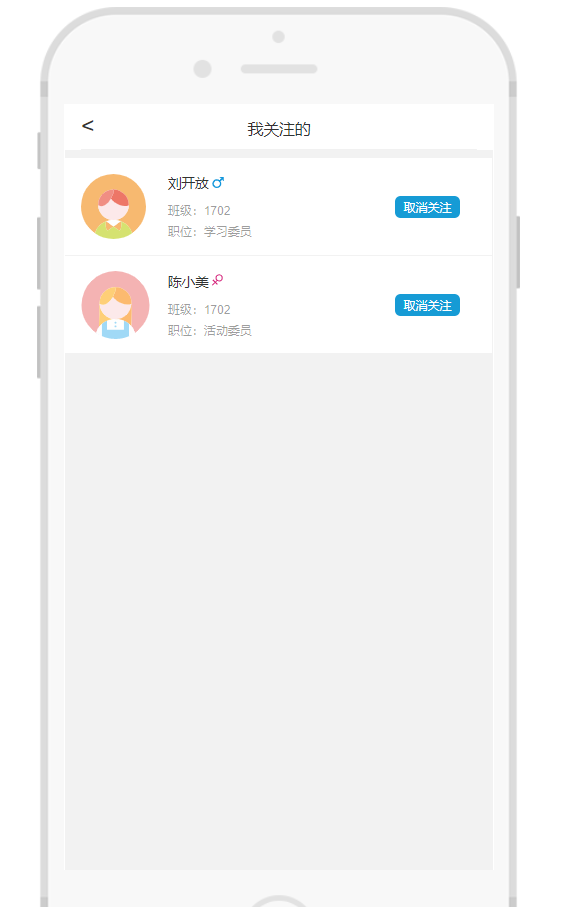 <
我关注的
刘开放
班级：1702
职位：学习委员
取消关注
陈小美
班级：1702
职位：活动委员
取消关注